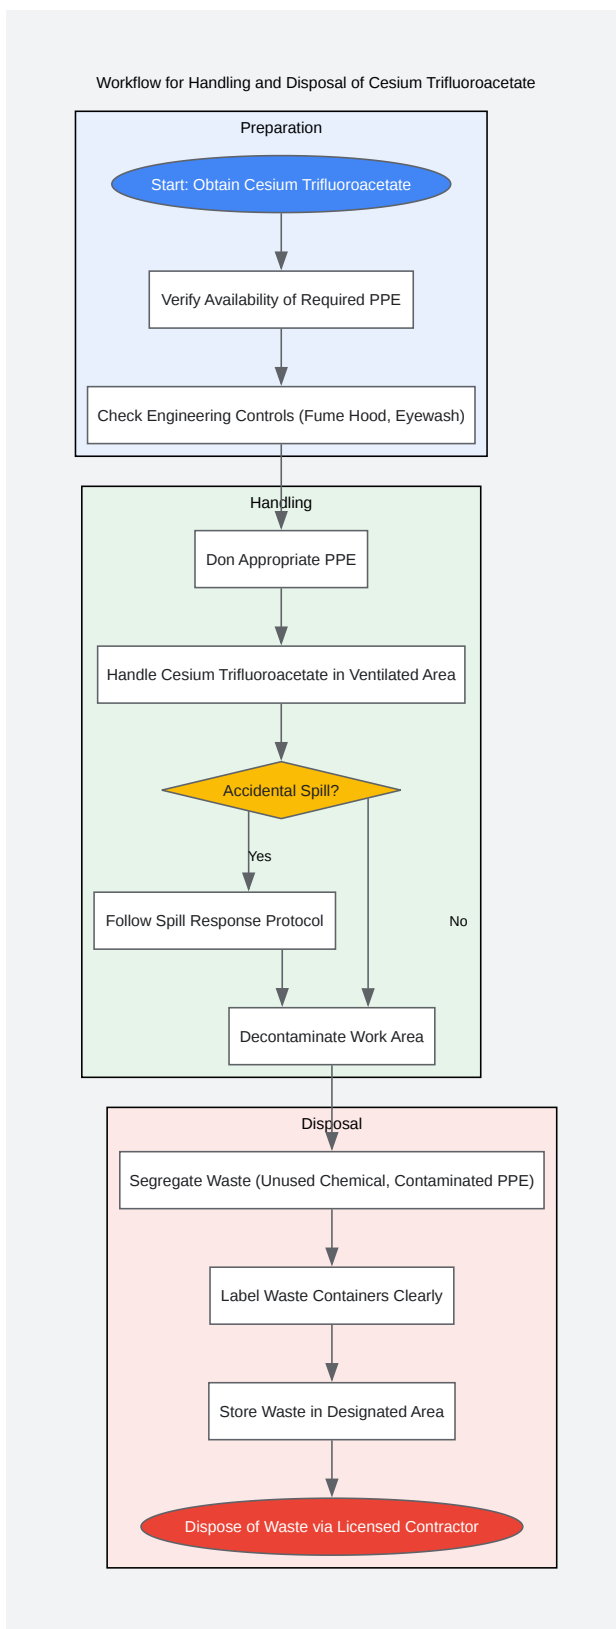 Workflow for Handling and Disposal of Cesium Trifluoroacetate
Preparation
Start: Obtain Cesium Trifluoroacetate
Verify Availability of Required PPE
Check Engineering Controls (Fume Hood, Eyewash)
Handling
Don Appropriate PPE
Handle Cesium Trifluoroacetate in Ventilated Area
Accidental Spill?
Yes
Follow Spill Response Protocol
No
Decontaminate Work Area
Disposal
Segregate Waste (Unused Chemical, Contaminated PPE)
Label Waste Containers Clearly
Store Waste in Designated Area
Dispose of Waste via Licensed Contractor